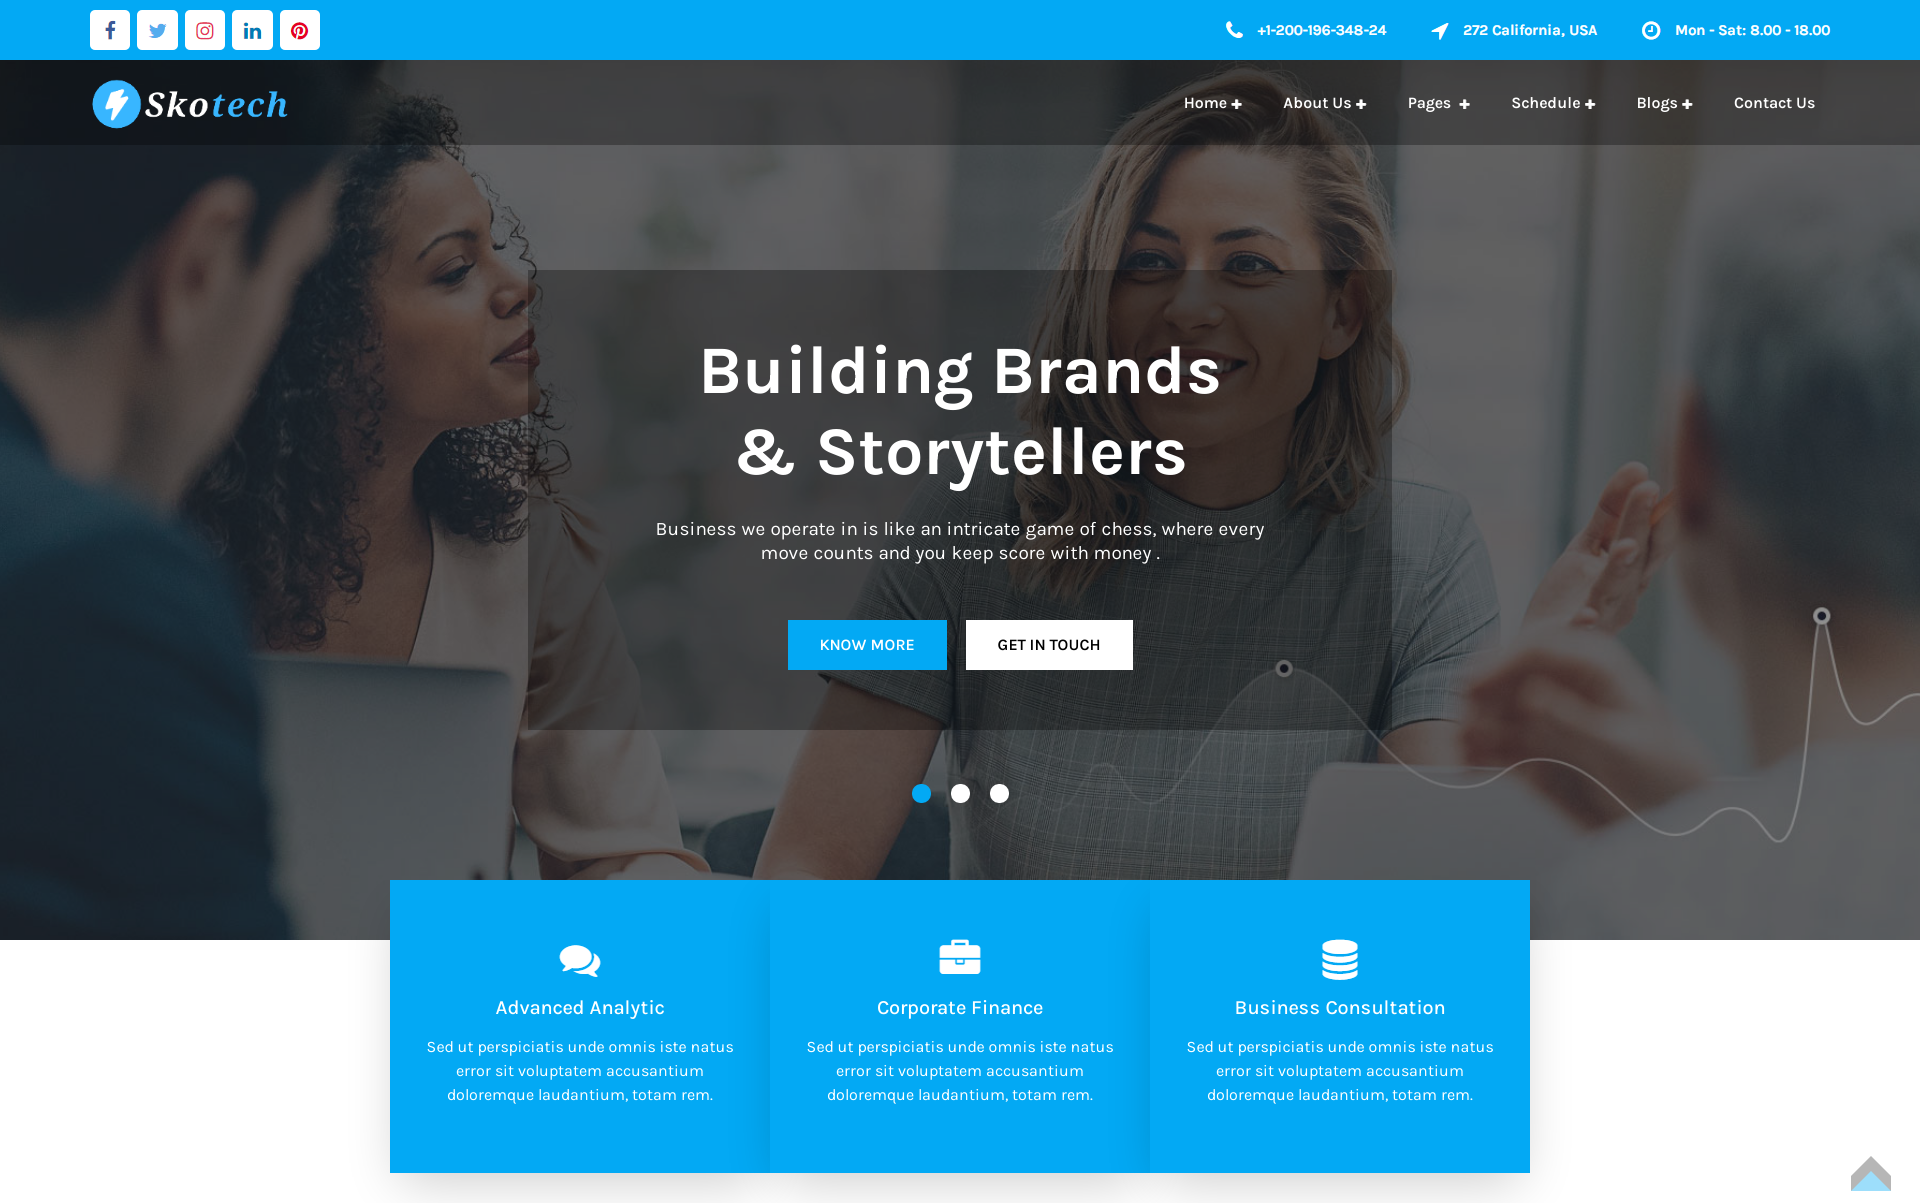 +1-200-196-348-24
272 California, USA
Mon - Sat: 8.00 - 18.00
Skotech
Home
About Us
Pages
Schedule
Blogs
Contact Us
Building Brands
& Storytellers
Business we operate in is like an intricate game of chess, where every
move counts and you keep score with money .
KNOW MORE
GET IN TOUCH
Advanced Analytic
Sed ut perspiciatis unde omnis iste natus
error sit voluptatem accusantium
doloremque laudantium, totam rem.
Corporate Finance
Sed ut perspiciatis unde omnis iste natus
error sit voluptatem accusantium
doloremque laudantium, totam rem.
Business Consultation
Sed ut perspiciatis unde omnis iste natus
error sit voluptatem accusantium
doloremque laudantium, totam rem.